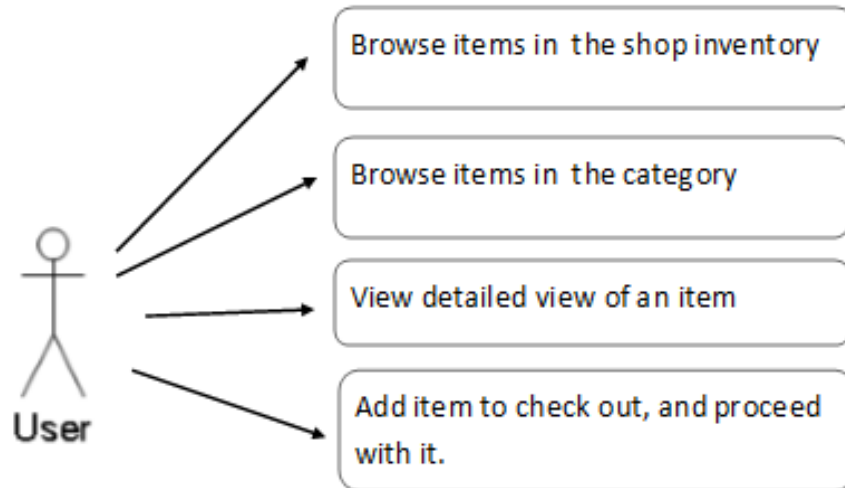 Browse items in the shop inventory
Browse items in the category
View detailed view of an item
Add item to check out, and proceed
with it.
User